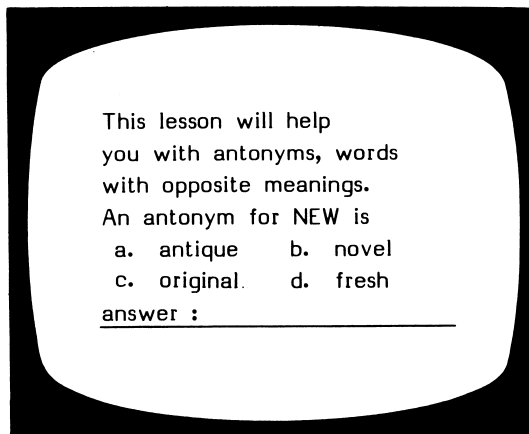 This lesson will help
you with antonyms, words
with opposite meanings.
An antonym for NEW is
a. antique b. novel
c. original. d. fresh
answer :